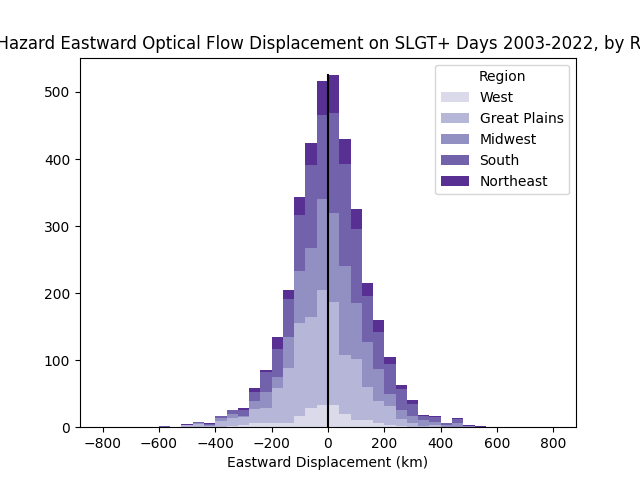 Hazard Eastward Optical Flow Displacement on SLGT+ Days 2003-2022, by R
Region
West
Great Plains
Midwest
South
Northeast
500
400
300
200
100
0
−800 −600 −400 −200 0 200 400 600 800
Eastward Displacement (km)